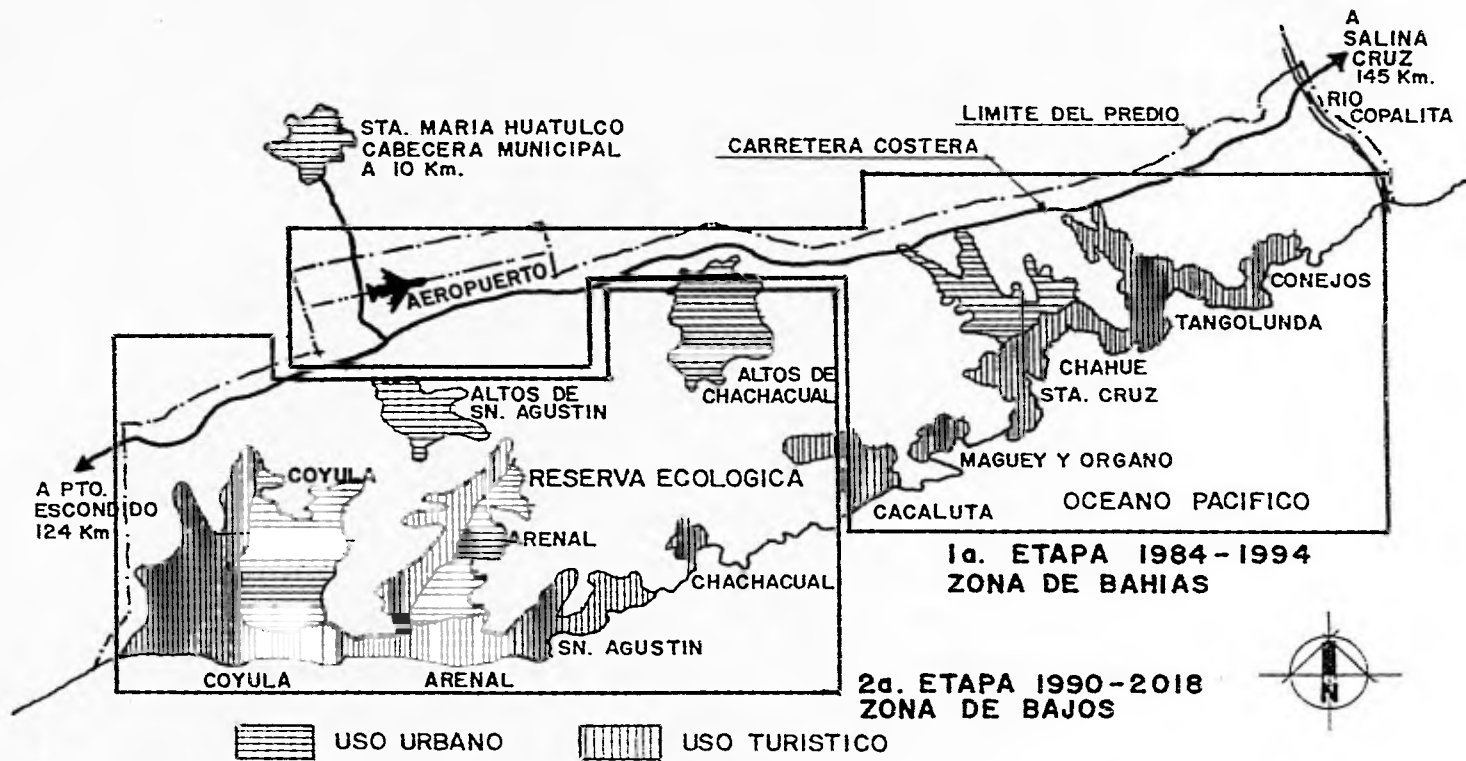 A
SALINA
CRUZ
145 Km.
RIO
COPALITA
LIMITE DEL PREDIO
CARRETERA COSTERA
STA. MARIA HUATULCO
CABECERA MUNICIPAL
A 10 Km.
AEROPUERTO
CONEJOS
TANGOLUNDA
CHAHUE
STA. CRUZ
MAGUEY Y ORGANO
CACALUTA
OCEANO PACIFICO
ALTOS DE
CHACHACUAL
ALTOS DE
SN. AGUSTIN
RESERVA ECOLOGICA
COYULA
ARENAL
CHACHACUAL
SN. AGUSTIN
A PTO.
ESCONDIDO
124 Km
COYULA
ARENAL
1a. ETAPA 1984-1994
ZONA DE BAHIAS
2a. ETAPA 1990-2018
ZONA DE BAJOS
N
USO URBANO
USO TURISTICO